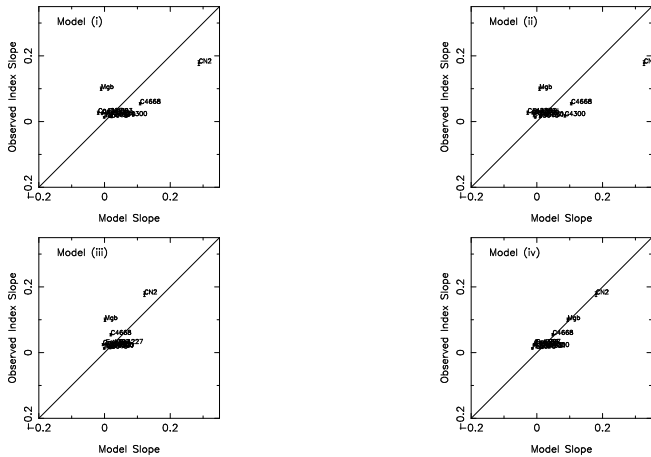 Model (i)
CN2
Mgb
C4668
Observed Index Slope
0.2
0
0.2
−0.2
0
0.2
Model Slope
Model (ii)
CN
Mgb
C4668
G4300
Observed Index Slope
0.2
0
0.2
−0.2
0
0.2
Model Slope
Model (iii)
CN2
Mgb
C4668
Observed Index Slope
0.2
0
0.2
−0.2
0
0.2
Model Slope
Model (iv)
CN2
Mgb
C4668
Observed Index Slope
0.2
0
0.2
−0.2
0
0.2
Model Slope